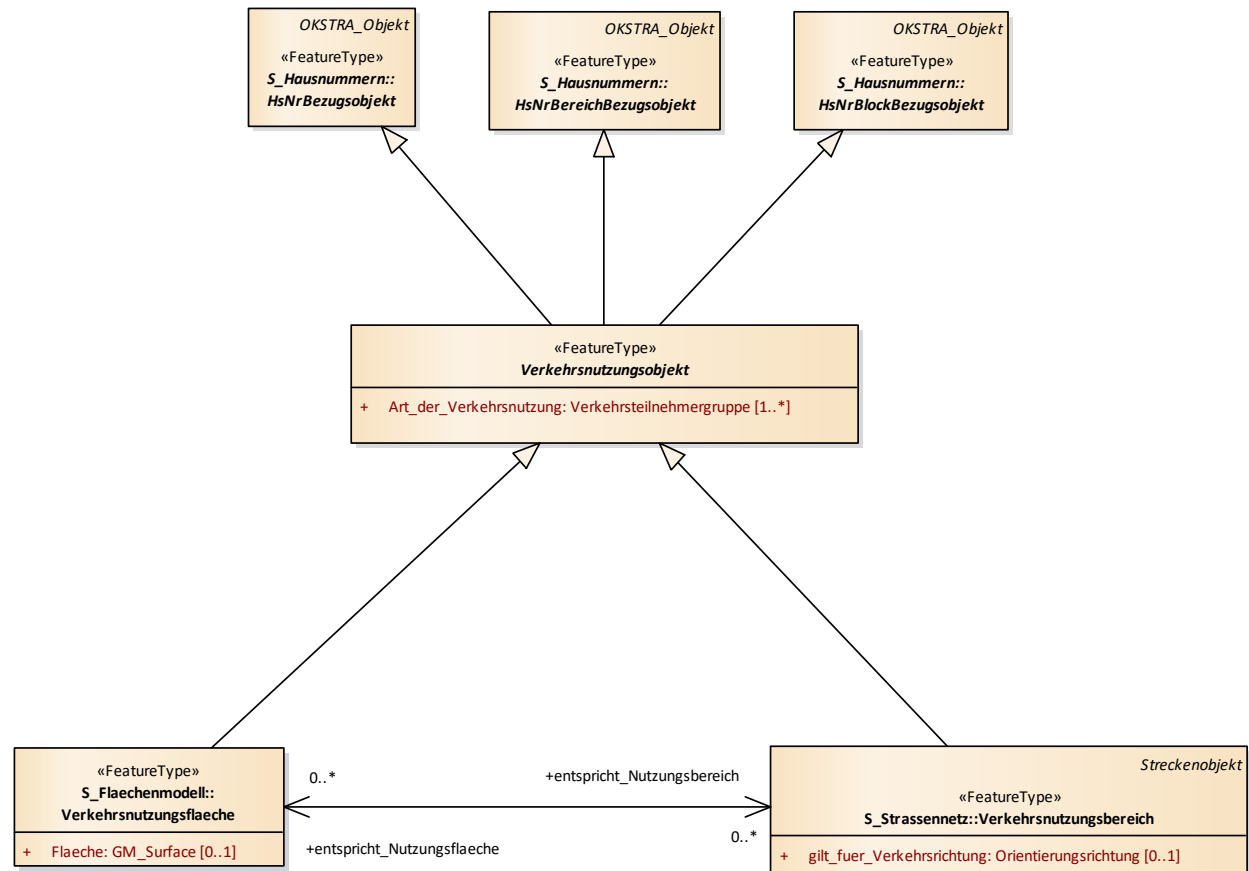 OKSTRA_Objekt
«FeatureType»
S_Hausnummern::
HsNrBezugsobjekt
OKSTRA_Objekt
«FeatureType»
S_Hausnummern::
HsNrBereichBezugsobjekt
OKSTRA_Objekt
«FeatureType»
S_Hausnummern::
HsNrBlockBezugsobjekt
«FeatureType»
Verkehrsnutzungsobjekt
+ Art_der_Verkehrsnutzung: Verkehrsteilnehmergruppe [1..*]
«FeatureType»
S_Flaechenmodell::
Verkehrsnutzungsflaeche
+ Flaeche: GM_Surface [0..1]
0..*
+entspricht_Nutzungsbereich
+entspricht_Nutzungsflaeche
0..*
Streckenobjekt
«FeatureType»
S_Strassennetz::Verkehrsnutzungsbereich
+ gilt_fuer_Verkehrsrichtung: Orientierungsrichtung [0..1]